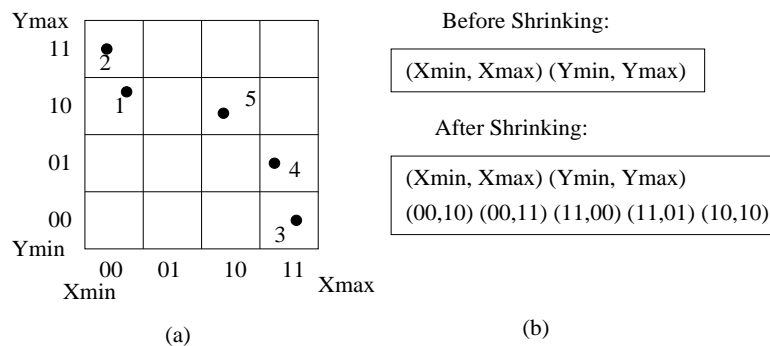 Ymax
11
10
01
00
Ymin
2
1
5
4
3
00 01 10 11
Xmin
Xmax
(a)
Before Shrinking:
(Xmin, Xmax) (Ymin, Ymax)
After Shrinking:
(Xmin, Xmax) (Ymin, Ymax)
(00,10) (00,11) (11,00) (11,01) (10,10)
(b)